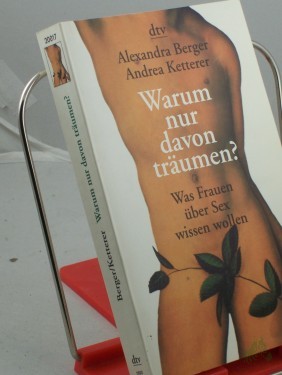 dtv
Alexandra Berger
Andrea Ketterer
Warum
nur
davon
träumen?
Was Frauen
über Sex
wissen wollen
20017
Berger/Ketterer Warum nur davon träumen?
dtv